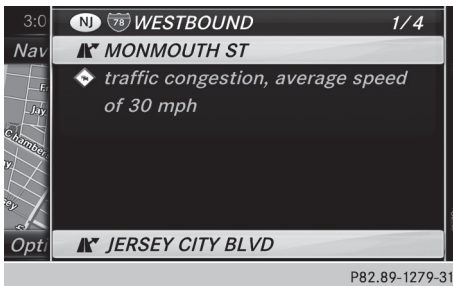 3:0
NJ 78 WESTBOUND 1/4
Nav
MONMOUTH ST
traffic congestion, average speed
of 30 mph
Jay
Chamber
Opti
JERSEY CITY BLVD
P82.89-1279-31